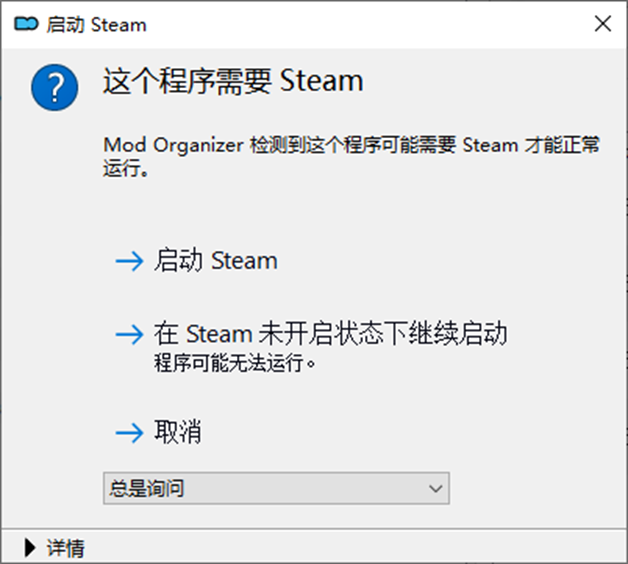 启动 Steam
这个程序需要 Steam
Mod Organizer 检测到这个程序可能需要 Steam 才能正常
运行。
启动 Steam
在 Steam 未开启状态下继续启动
程序可能无法运行。
取消
总是询问
详情